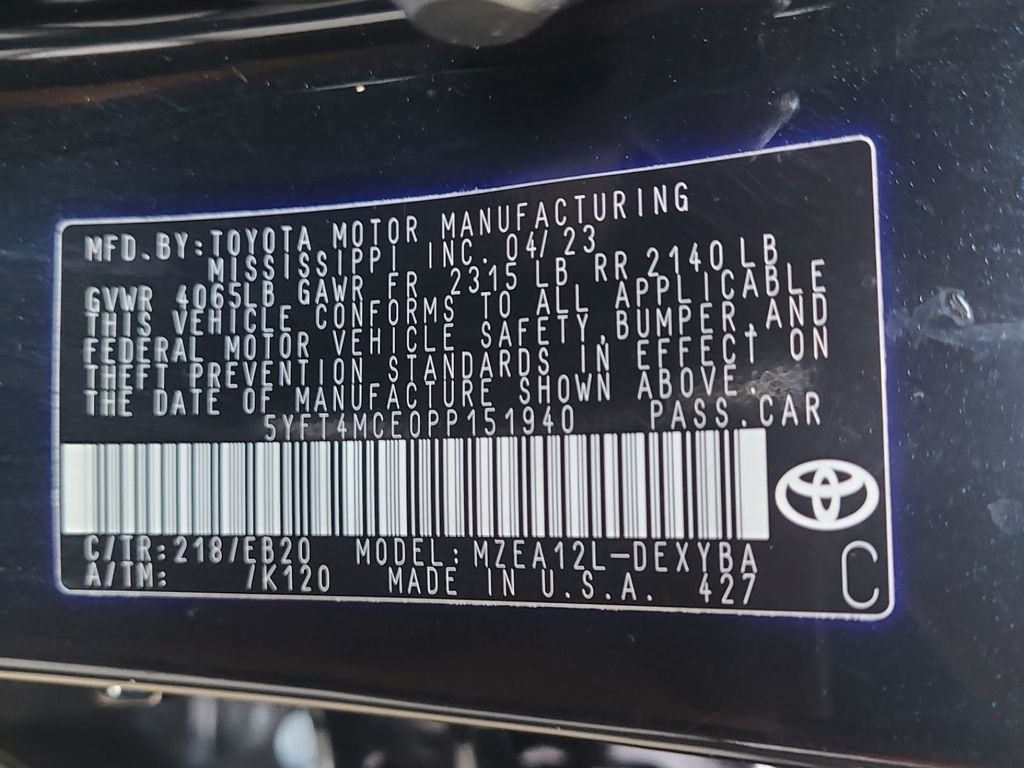 MFD.BY:TOYOTA MOTOR MANUFACTURING
MISSISSIPPI INC. 04/23
GVWR 4065LB GAWR FR 2315 LB RR 2140 LB
THIS VEHICLE CONFORMS TO ALL APPLICABLE
FEDERAL MOTOR VEHICLE SAFETY,BUMPER,AND
THEFT PREVENTION STANDARDS IN EFFECT ON
THE DATE OF MANUFACTURE SHOWN ABOVE.
5YFT4MCE0PP151940 PASS.CAR
C/TR:218/EB20 MODEL:MZEA12L-DEXYBA
A/TM: /K120 MADE IN U.S.A. 427
C